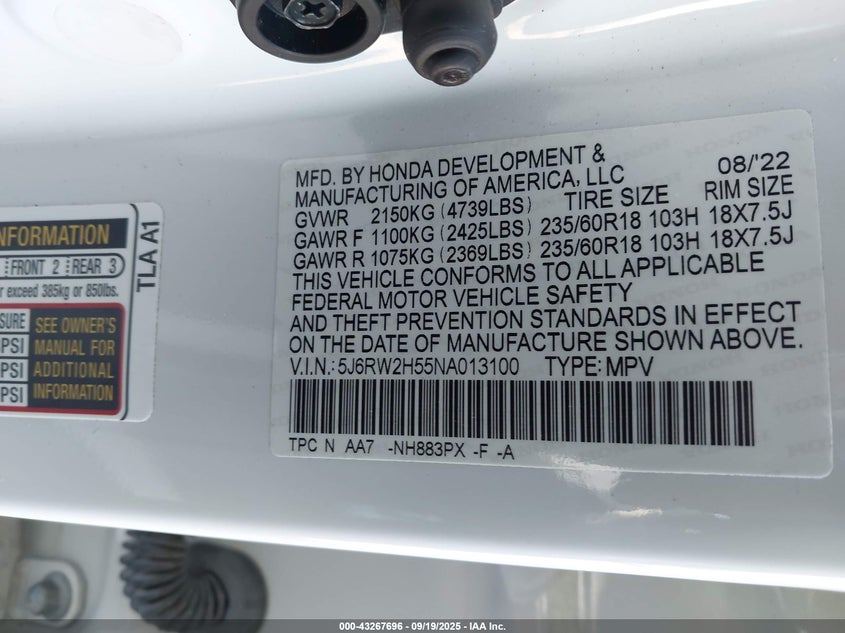 MFD. BY HONDA DEVELOPMENT & 08/'22
MANUFACTURING OF AMERICA, LLC TIRE SIZE RIM SIZE
GVWR 2150KG (4739LBS)
GAWR F 1100KG (2425LBS) 235/60R18 103H 18X7.5J
GAWR R 1075KG (2369LBS) 235/60R18 103H 18X7.5J
THIS VEHICLE CONFORMS TO ALL APPLICABLE
FEDERAL MOTOR VEHICLE SAFETY
AND THEFT PREVENTION STANDARDS IN EFFECT
ON THE DATE OF MANUFACTURE SHOWN ABOVE.
V.I.N.: 5J6RW2H55NA013100 TYPE: MPV
TPC N AA7 -NH883PX -F -A
FRONT 2 REAR 3
exceed 385kg or 850lbs.
SEE OWNER'S
PSI MANUAL FOR
PSI ADDITIONAL
PSI INFORMATION
TLA A1
000-43267696 - 09/19/2025 - IAA Inc.